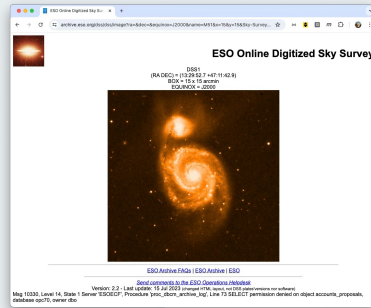 ESO Online Digitized Sky Su
archive.eso.org/dss/dss/image?ra=&dec=&equinox=J2000&name=M51&x=15&y=15&Sky-Survey...
ESO Online Digitized Sky Survey
DSS1
(RA DEC) = (13:29:52.7 +47:11:42.9)
BOX = 15 x 15 arcmin
EQUINOX = J2000
ESO Archive FAQs | ESO Archive | ESO
Send comments to the ESO Operations Helpdesk
Version: 2.2 - Last update: 15 Jul 2023 (changed HTML layout, not DSS plates/versions nor software)
Msg 10330, Level 14, State 1 Server 'ESOECF', Procedure 'proc_dbcm_archive_log', Line 73 SELECT permission denied on object accounts_proposals,
database opc70, owner dbo